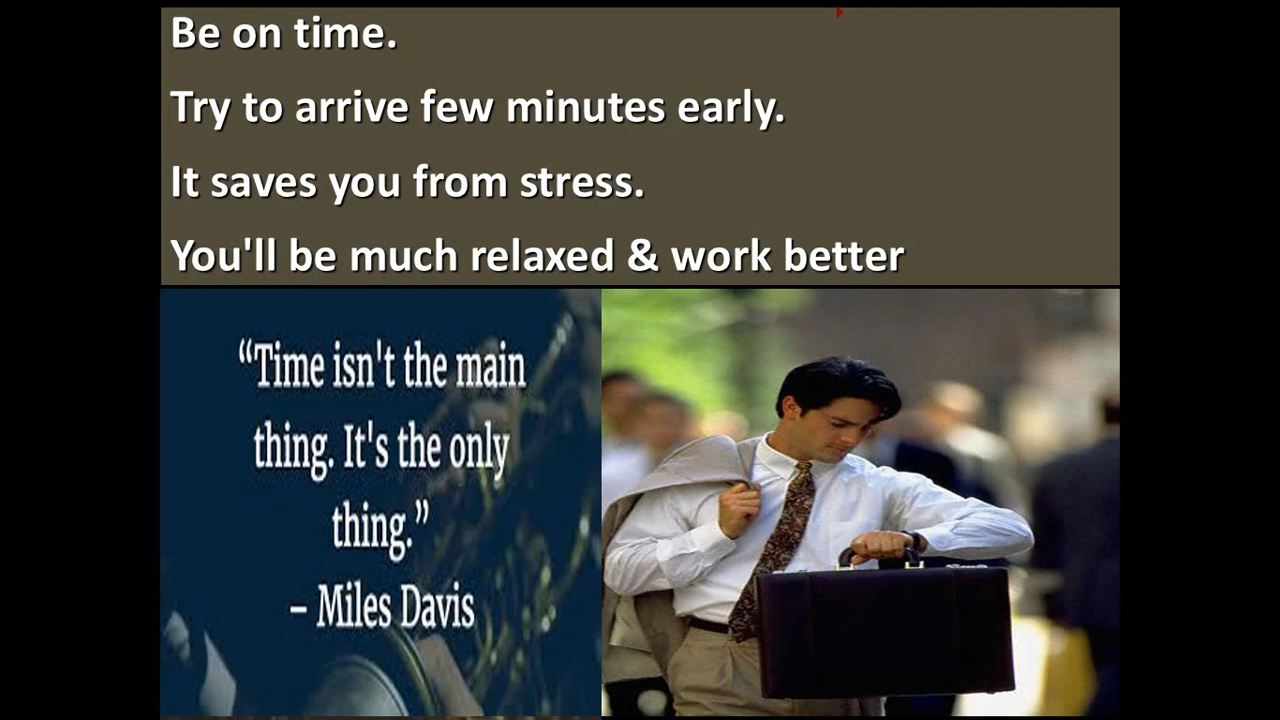 Be on time.
Try to arrive few minutes early.
It saves you from stress.
You'll be much relaxed & work better
“Time isn't the main
thing. It's the only
thing.”
– Miles Davis